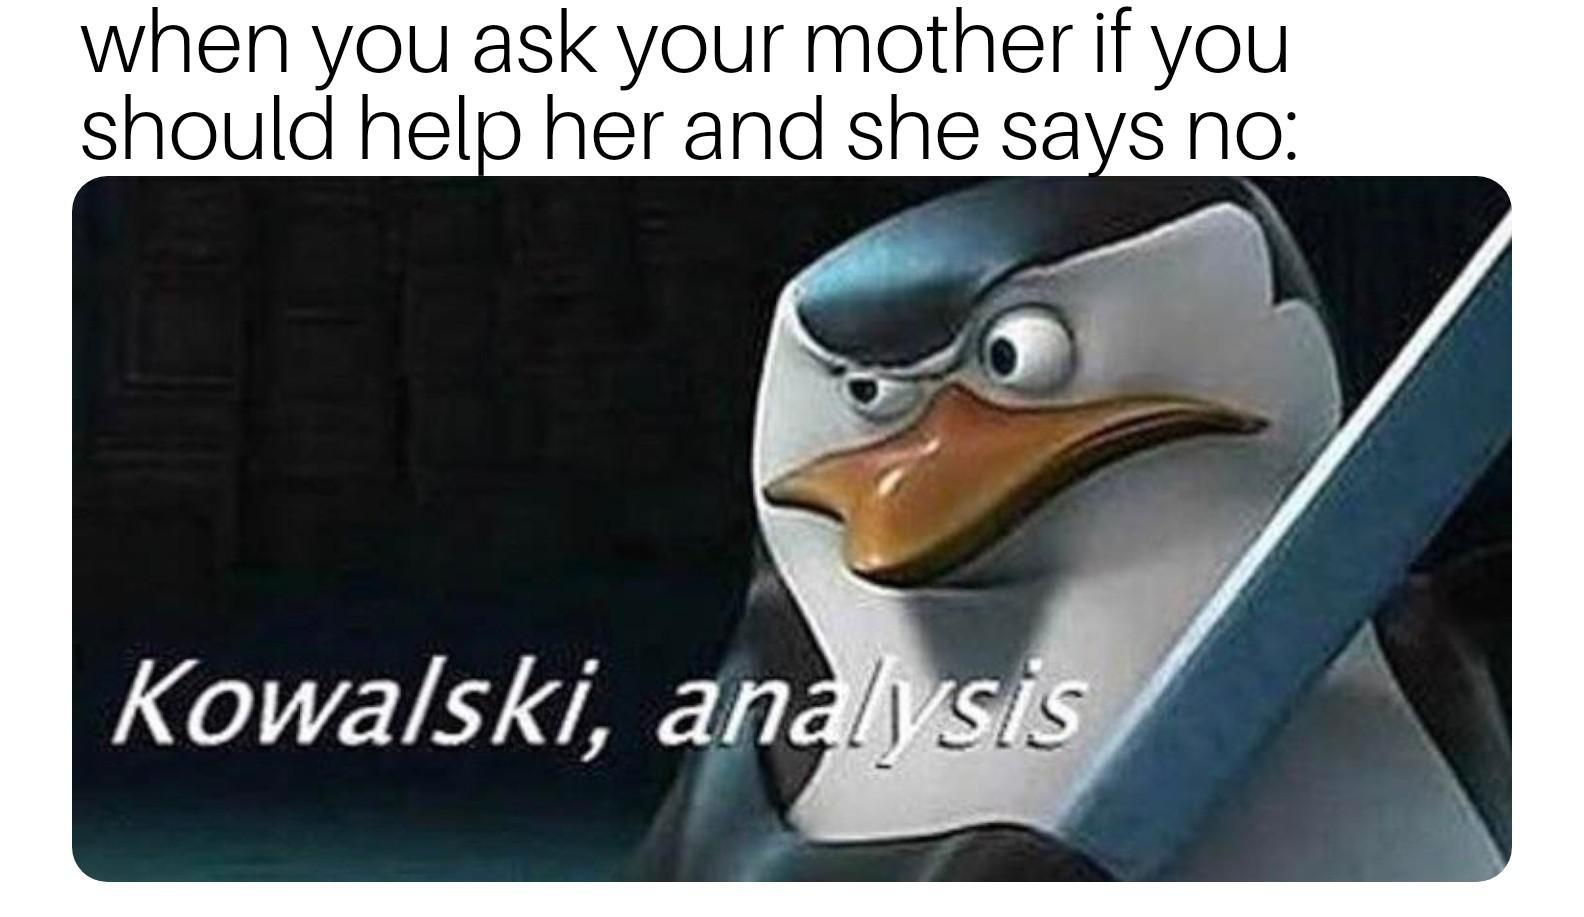 when you ask your mother if you
should help her and she says no:
Kowalski, analysis